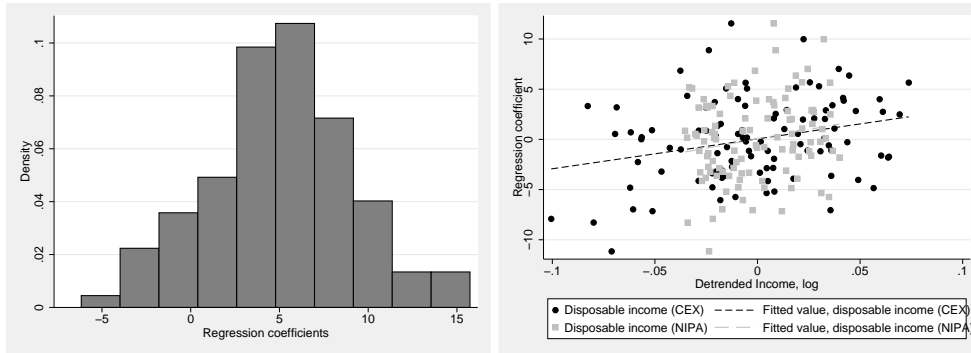 Density
0
.02
.04
.06
.08
.1
−5
0
5
10
15
Regression coefficients
Regression coefficient
−10
−5
0
5
10
−.1
−.05
0
.05
.1
Detrended Income, log
Disposable income (CEX)
Fitted value, disposable income (CEX)
Disposable income (NIPA)
Fitted value, disposable income (NIPA)